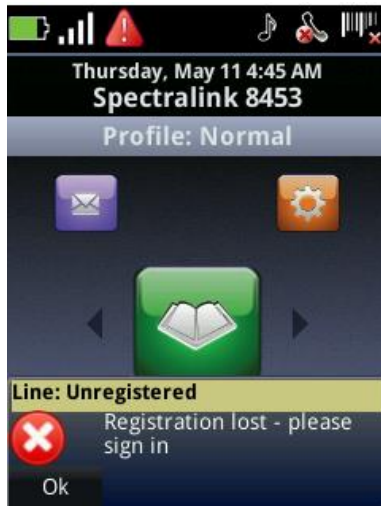 Thursday, May 11 4:45 AM
Spectralink 8453
Profile: Normal
Line: Unregistered
Registration lost - please
sign in
Ok